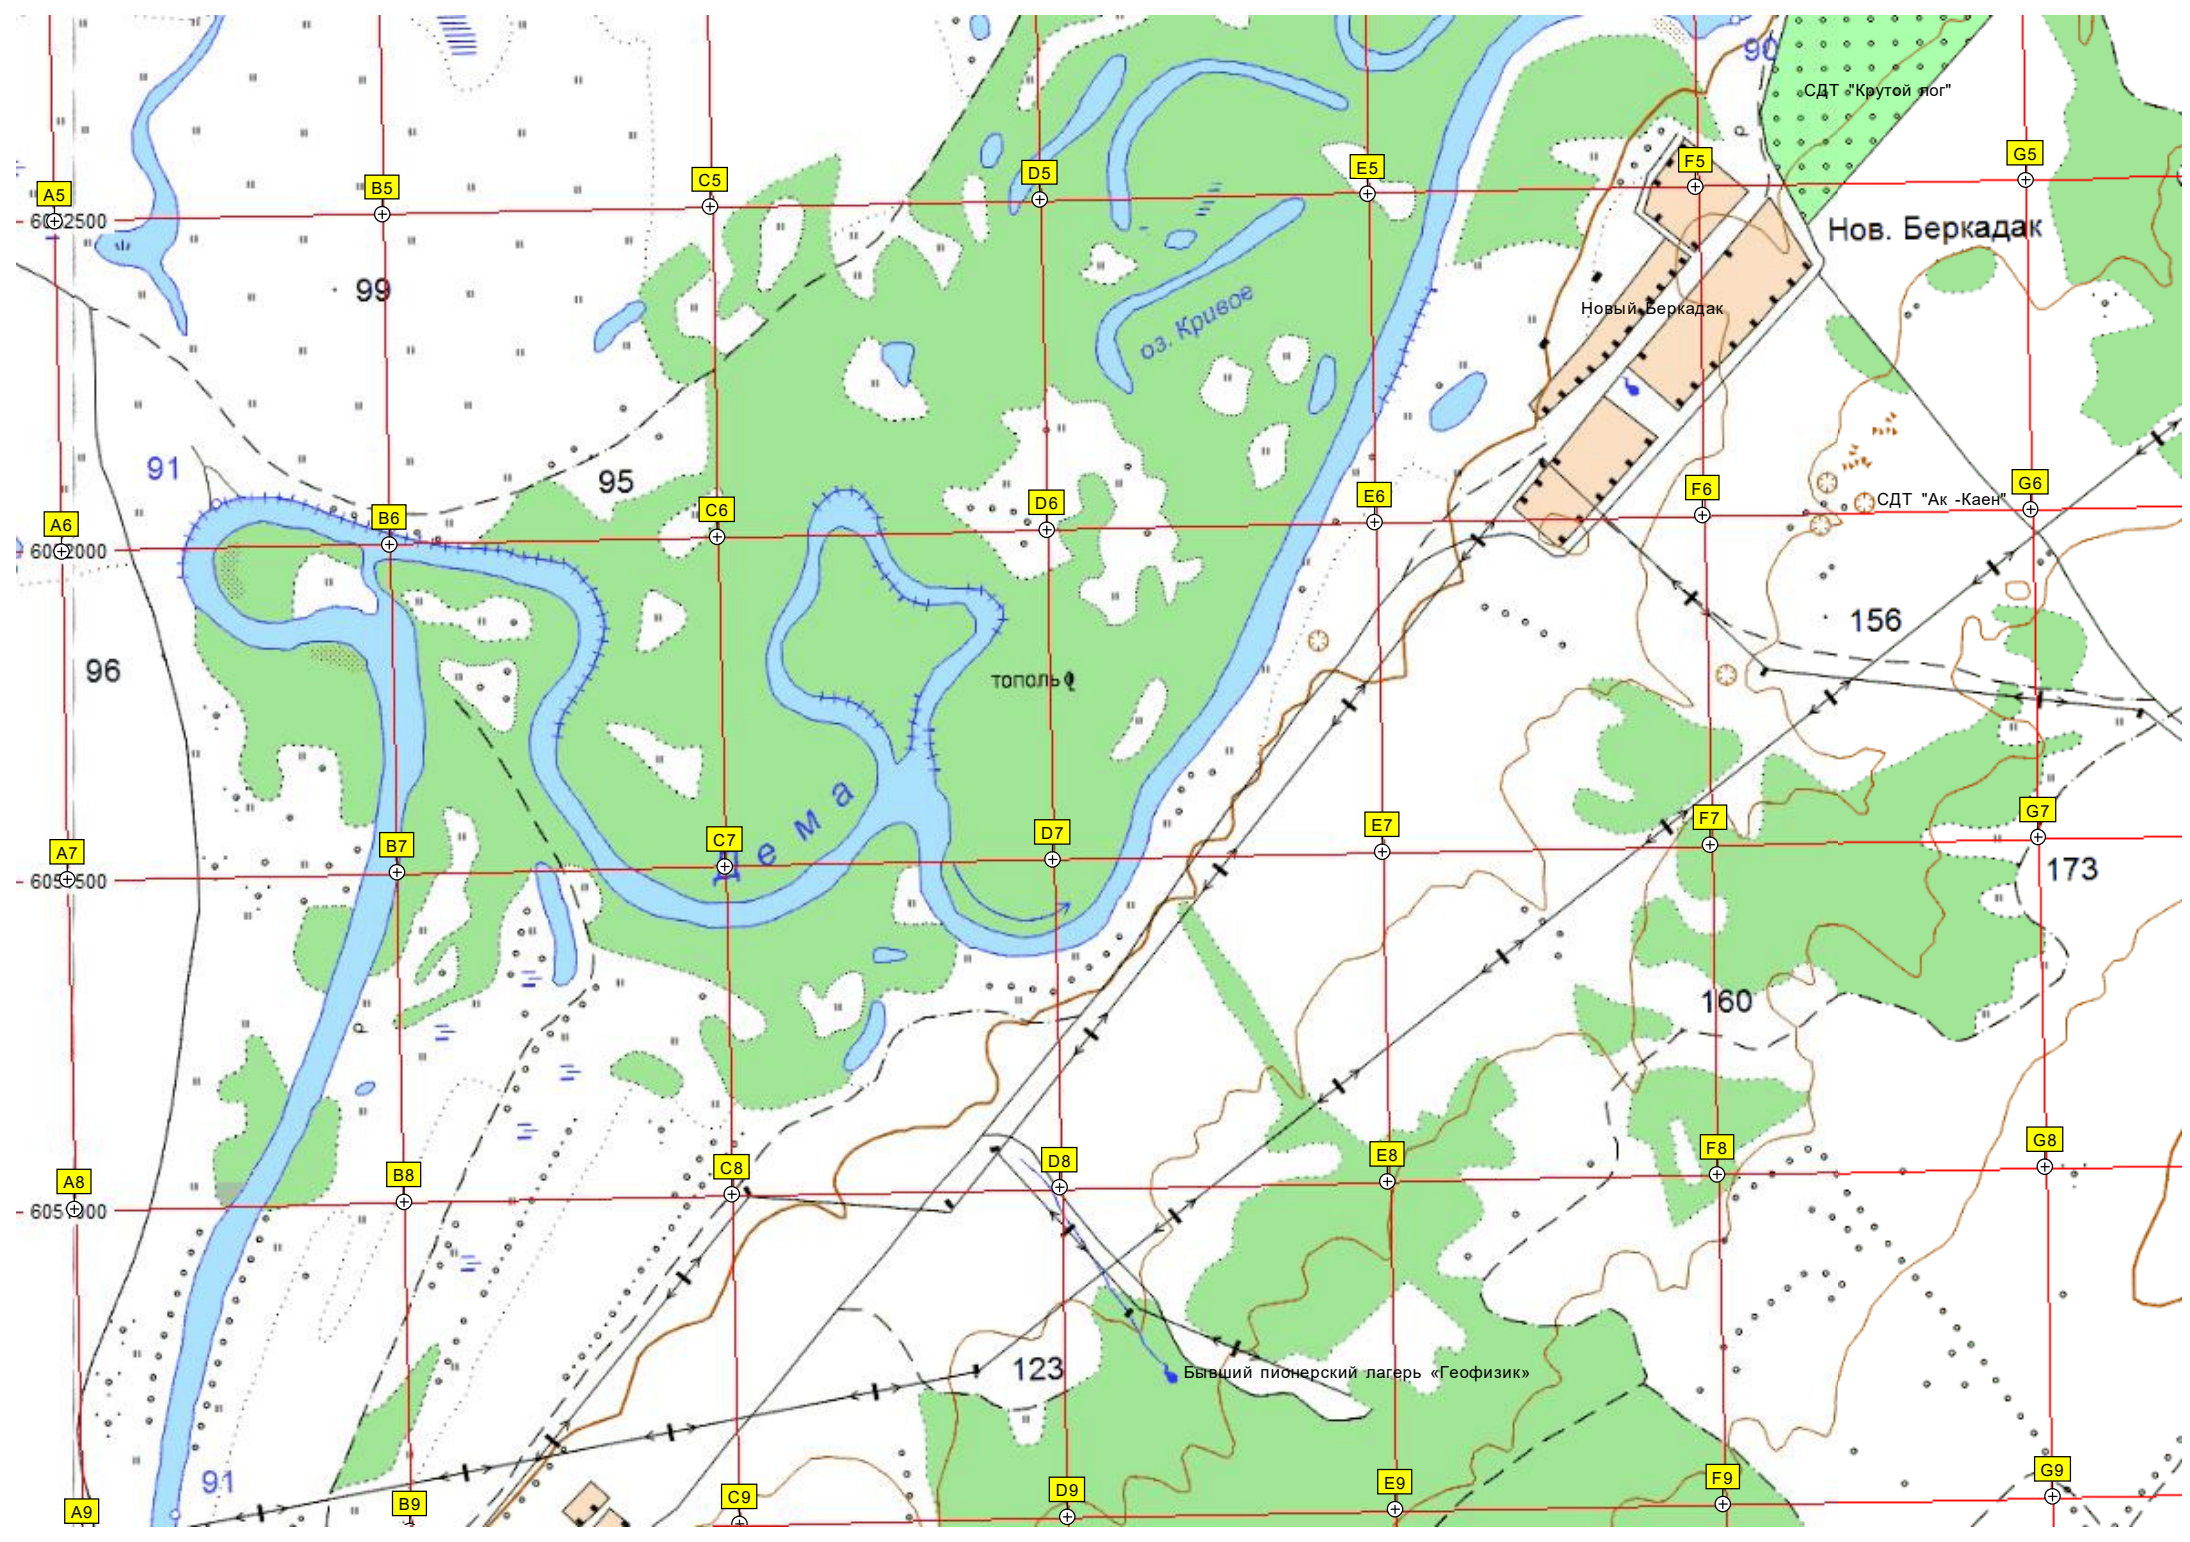 90
СДТ "Крутой лог"
A5
B5
C5
D5
E5
F5
G5
Нов. Беркадак
99
оз. Кривое
Новый Беркадак
91
95
A6
B6
C6
D6
E6
F6
G6
СДТ "Ак -Каен"
96
156
тополь
Дема
A7
B7
C7
D7
E7
F7
G7
173
160
р
A8
B8
C8
D8
E8
F8
G8
123
Бывший пионерский лагерь «Геофизик»
91
A9
B9
C9
D9
E9
F9
G9